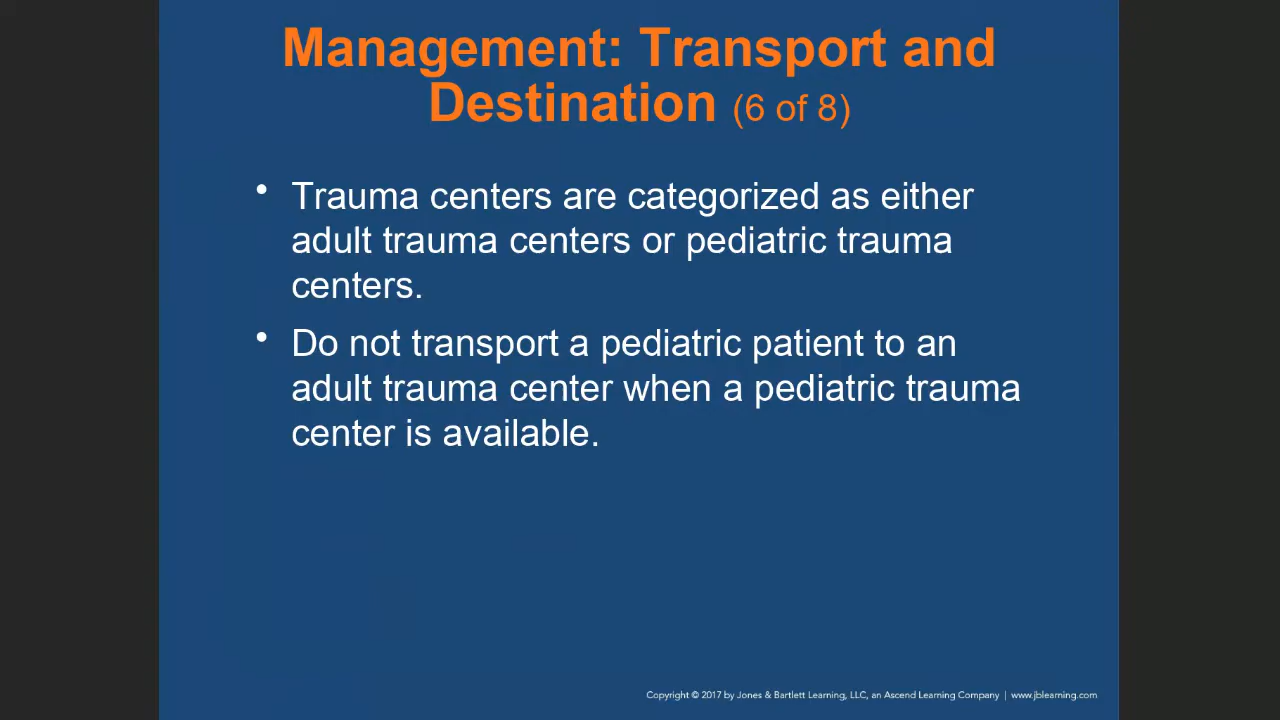 Management: Transport and
Destination (6 of 8)
• Trauma centers are categorized as either
adult trauma centers or pediatric trauma
centers.
• Do not transport a pediatric patient to an
adult trauma center when a pediatric trauma
center is available.
Copyright © 2017 by Jones & Bartlett Learning, LLC, an Ascend Learning Company | www.jblearning.com